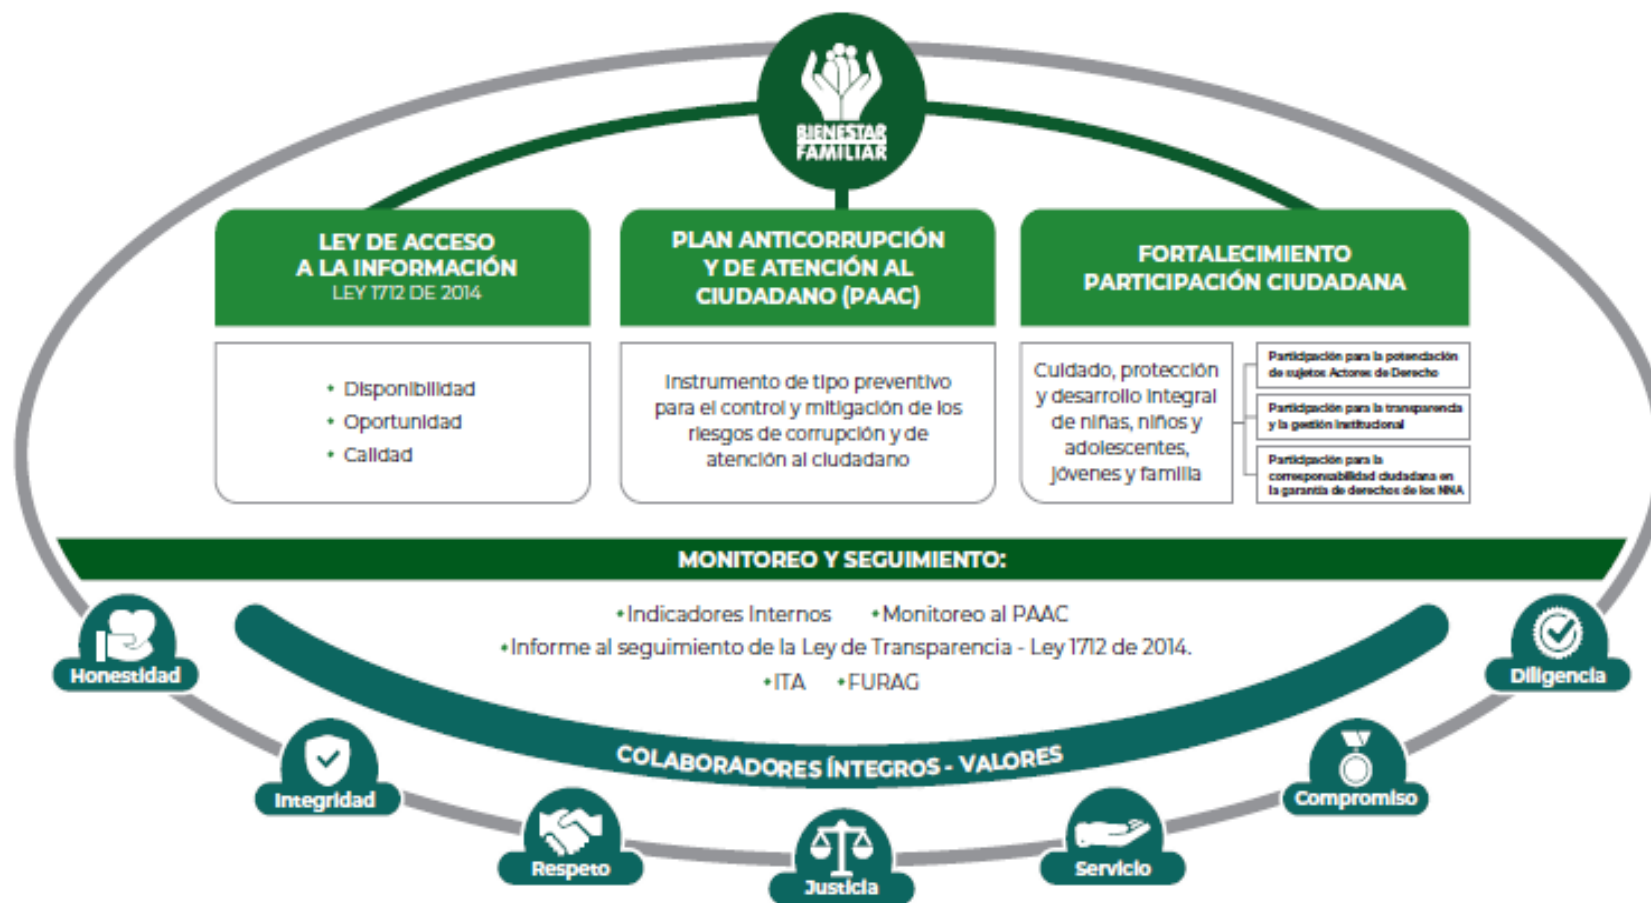 BIENESTAR
FAMILIAR
LEY DE ACCESO
A LA INFORMACIÓN
LEY 1712 DE 2014
• Disponibilidad
• Oportunidad
• Calidad
PLAN ANTICORRUPCIÓN
Y DE ATENCIÓN AL
CIUDADANO (PAAC)
Instrumento de tipo preventivo
para el control y mitigación de los
riesgos de corrupción y de
atención al ciudadano
FORTALECIMIENTO
PARTICIPACIÓN CIUDADANA
Cuidado, protección
y desarrollo integral
de niñas, niños y
adolescentes,
jóvenes y familia
Participación para la potenciación
de sujetos Actores de Derecho
Participación para la transparencia
y la gestión institucional
Participación para la
corresponsabilidad ciudadana en
la garantía de derechos de los NNA
MONITOREO Y SEGUIMIENTO:
•Indicadores Internos •Monitoreo al PAAC
•Informe al seguimiento de la Ley de Transparencia - Ley 1712 de 2014.
•ITA •FURAG
COLABORADORES ÍNTEGROS - VALORES
Honestidad
Integridad
Respeto
Justicia
Servicio
Compromiso
Diligencia